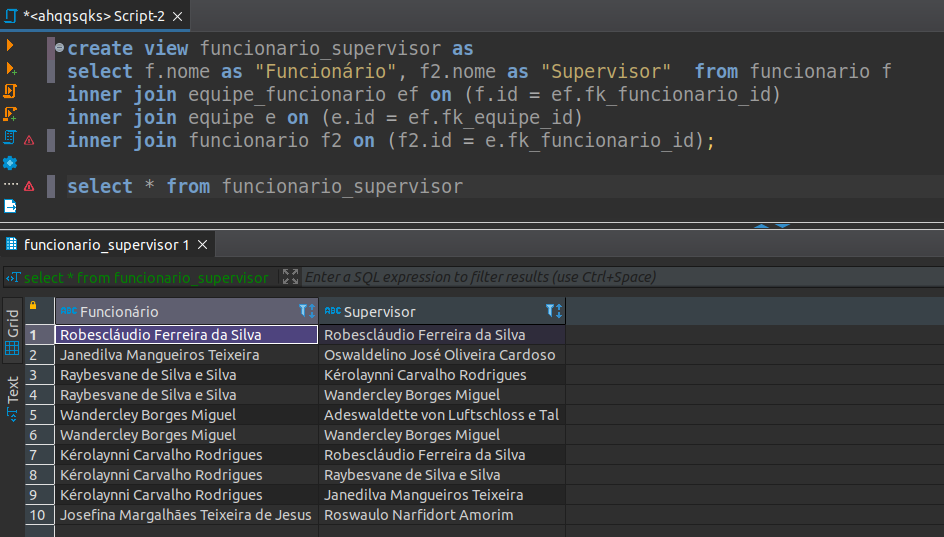 *<ahqqsqks> Script-2
create view funcionario_supervisor as
select f.nome as "Funcionário", f2.nome as "Supervisor"  from funcionario f
inner join equipe_funcionario ef on (f.id = ef.fk_funcionario_id)
inner join equipe e on (e.id = ef.fk_equipe_id)
inner join funcionario f2 on (f2.id = e.fk_funcionario_id);
select * from funcionario_supervisor
funcionario_supervisor 1
select * from funcionario_supervisor Enter a SQL expression to filter results (use Ctrl+Space)
Grid
Text
ABC Funcionário ABC Supervisor
1 Robescláudio Ferreira da Silva Robescláudio Ferreira da Silva
2 Janedilva Mangueiros Teixeira Oswaldelino José Oliveira Cardoso
3 Raybesvane de Silva e Silva Kérolaynni Carvalho Rodrigues
4 Raybesvane de Silva e Silva Wandercley Borges Miguel
5 Wandercley Borges Miguel Adeswaldette von Luftschloss e Tal
6 Wandercley Borges Miguel Wandercley Borges Miguel
7 Kérolaynni Carvalho Rodrigues Robescláudio Ferreira da Silva
8 Kérolaynni Carvalho Rodrigues Raybesvane de Silva e Silva
9 Kérolaynni Carvalho Rodrigues Janedilva Mangueiros Teixeira
10 Josefina Margalhães Teixeira de Jesus Roswaulo Narfidort Amorim